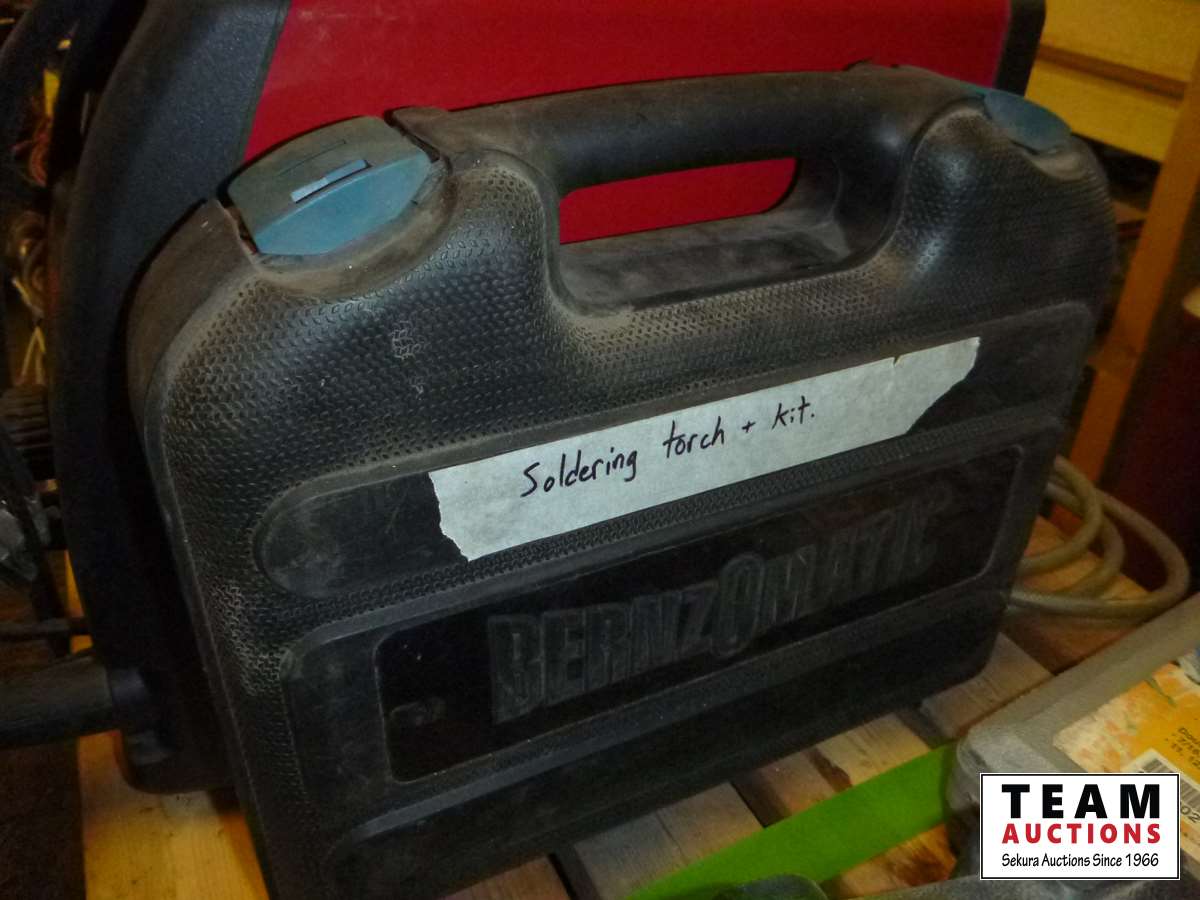 Soldering torch + kit.
BERNZOMATIC
TEAM
AUCTIONS
Sekura Auctions Since 1966